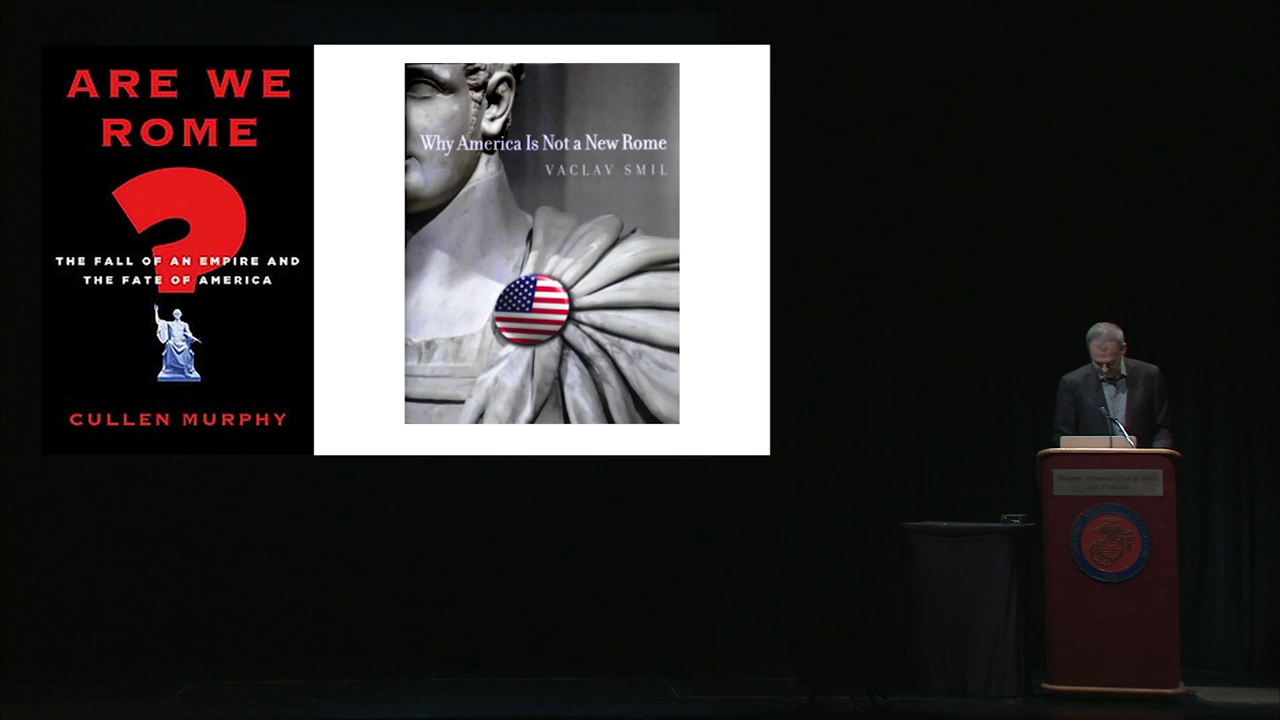 ARE WE
ROME
?
THE FALL OF AN EMPIRE AND
THE FATE OF AMERICA
CULLEN MURPHY
Why America Is Not a New Rome
VACLAV SMIL